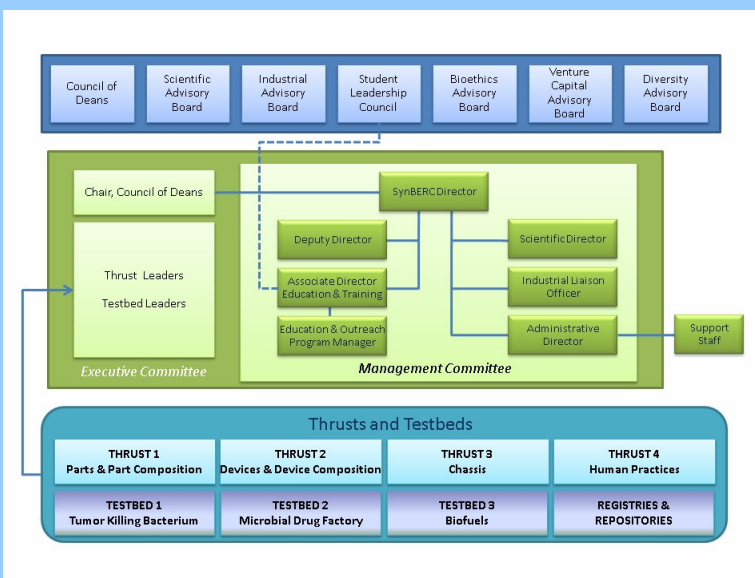 Council of
Deans
Scientific
Advisory
Board
Industrial
Advisory
Board
Student
Leadership
Council
Bioethics
Advisory
Board
Venture
Capital
Advisory
Board
Diversity
Advisory
Board
Chair, Council of Deans
SynBERC Director
Deputy Director
Scientific Director
Thrust Leaders
Testbed Leaders
Associate Director
Education & Training
Industrial Liaison
Officer
Education & Outreach
Program Manager
Administrative
Director
Support
Staff
Executive Committee
Management Committee
Thrusts and Testbeds
THRUST 1
Parts & Part Composition
THRUST 2
Devices & Device Composition
THRUST 3
Chassis
THRUST 4
Human Practices
TESTBED 1
Tumor Killing Bacterium
TESTBED 2
Microbial Drug Factory
TESTBED 3
Biofuels
REGISTRIES &
REPOSITORIES